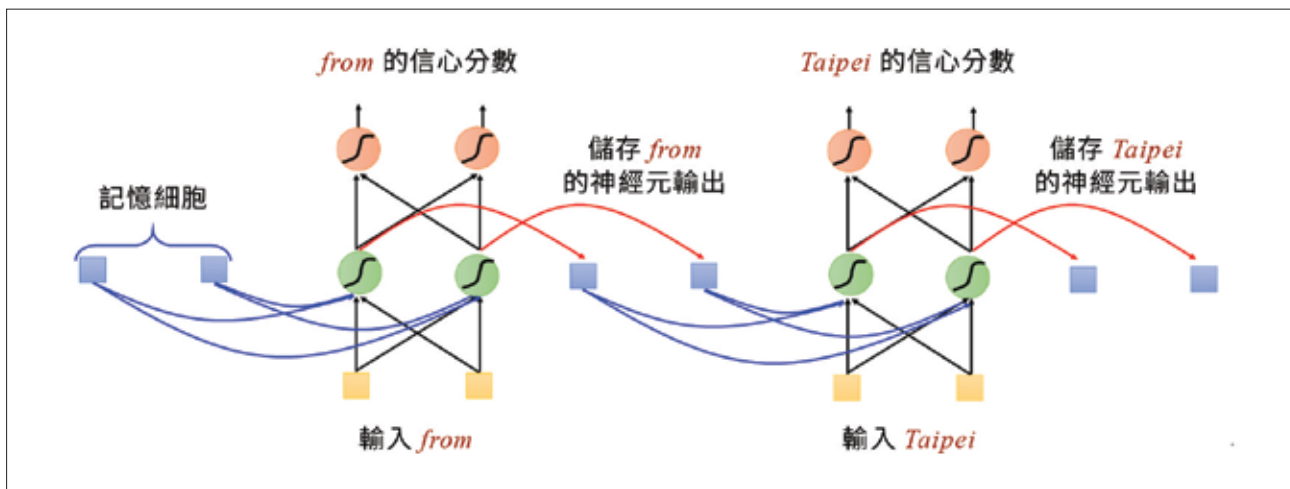 from 的信心分數
Taipei 的信心分數
記憶細胞
儲存 from
的神經元輸出
儲存 Taipei
的神經元輸出
輸入 from
輸入 Taipei